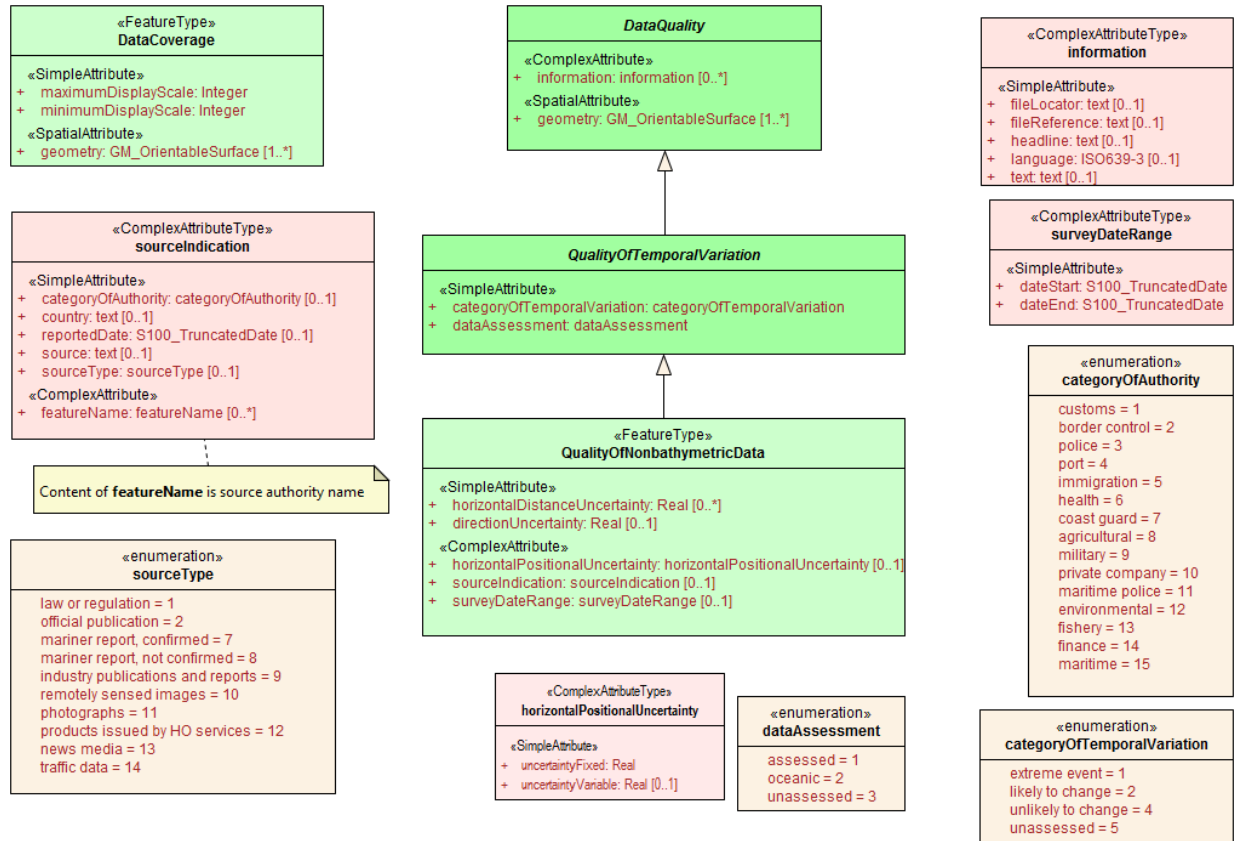 «FeatureType»
DataCoverage
«SimpleAttribute»
+ maximumDisplayScale: Integer
+ minimumDisplayScale: Integer
«SpatialAttribute»
+ geometry: GM_OrientableSurface [1..*]
DataQuality
«ComplexAttribute»
+ information: information [0..*]
«SpatialAttribute»
+ geometry: GM_OrientableSurface [1..*]
«ComplexAttributeType»
information
«SimpleAttribute»
+ fileLocator: text [0..1]
+ fileReference: text [0..1]
+ headline: text [0..1]
+ language: ISO639-3 [0..1]
+ text: text [0..1]
«ComplexAttributeType»
sourceIndication
«SimpleAttribute»
+ categoryOfAuthority: categoryOfAuthority [0..1]
+ country: text [0..1]
+ reportedDate: S100_TruncatedDate [0..1]
+ source: text [0..1]
+ sourceType: sourceType [0..1]
«ComplexAttribute»
+ featureName: featureName [0..*]
Content of featureName is source authority name
QualityOfTemporalVariation
«SimpleAttribute»
+ categoryOfTemporalVariation: categoryOfTemporalVariation
+ dataAssessment: dataAssessment
«ComplexAttributeType»
surveyDateRange
«SimpleAttribute»
+ dateStart: S100_TruncatedDate
+ dateEnd: S100_TruncatedDate
«FeatureType»
QualityOfNonbathymetricData
«SimpleAttribute»
+ horizontalDistanceUncertainty: Real [0..*]
+ directionUncertainty: Real [0..1]
«ComplexAttribute»
+ horizontalPositionalUncertainty: horizontalPositionalUncertainty [0..1]
+ sourceIndication: sourceIndication [0..1]
+ surveyDateRange: surveyDateRange [0..1]
«enumeration»
categoryOfAuthority
customs = 1
border control = 2
police = 3
port = 4
immigration = 5
health = 6
coast guard = 7
agricultural = 8
military = 9
private company = 10
maritime police = 11
environmental = 12
fishery = 13
finance = 14
maritime = 15
«enumeration»
sourceType
law or regulation = 1
official publication = 2
mariner report, confirmed = 7
mariner report, not confirmed = 8
industry publications and reports = 9
remotely sensed images = 10
photographs = 11
products issued by HO services = 12
news media = 13
traffic data = 14
«ComplexAttributeType»
horizontalPositionalUncertainty
«SimpleAttribute»
+ uncertaintyFixed: Real
+ uncertaintyVariable: Real [0..1]
«enumeration»
dataAssessment
assessed = 1
oceanic = 2
unassessed = 3
«enumeration»
categoryOfTemporalVariation
extreme event = 1
likely to change = 2
unlikely to change = 4
unassessed = 5